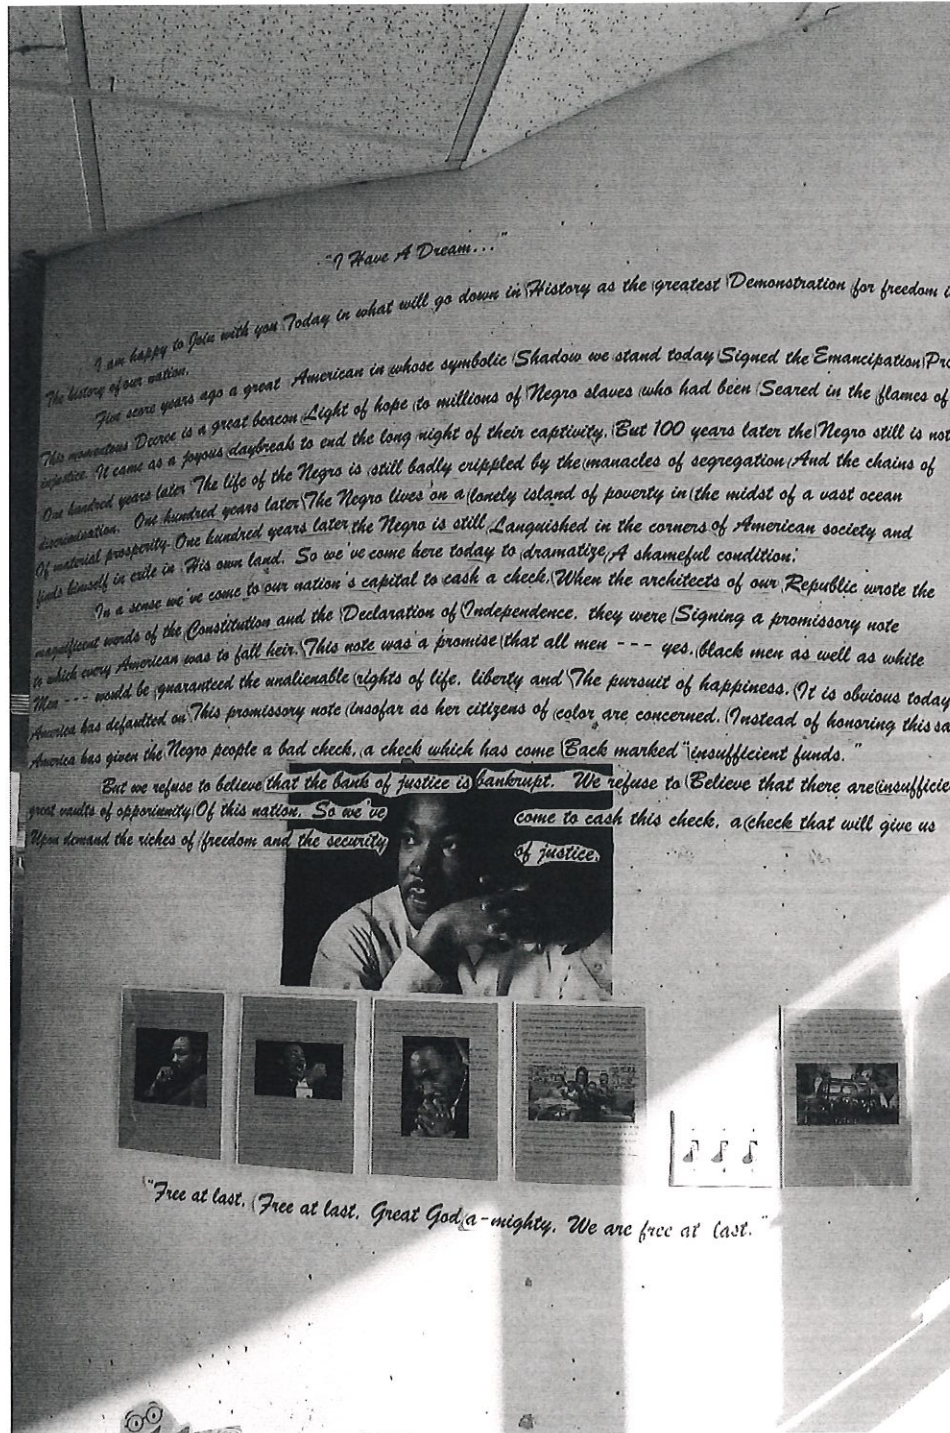 "I Have A Dream..."
I am happy to Join with you Today in what will go down in History as the greatest Demonstration for freedom i
The history of our nation.
Five score years ago a great American in whose symbolic Shadow we stand today Signed the Emancipation Pro
This momentous Decree is a great beacon Light of hope to millions of Negro slaves who had been Seared in the flames of
injustice. It came as a joyous daybreak to end the long night of their captivity. But 100 years later the Negro still is not
One hundred years later The life of the Negro is still badly crippled by the manacles of segregation And the chains of
discrimination. One hundred years later The Negro lives on a lonely island of poverty in the midst of a vast ocean
Of material prosperity. One hundred years later the Negro is still Languished in the corners of American society and
finds himself in exile in His own land. So we've come here today to dramatize A shameful condition.
In a sense we've come to our nation's capital to cash a check. When the architects of our Republic wrote the
magnificent words of the Constitution and the Declaration of Independence, they were Signing a promissory note
to which every American was to fall heir. This note was a promise that all men --- yes, black men as well as white
Men --- would be guaranteed the unalienable rights of life, liberty and The pursuit of happiness. It is obvious today
America has defaulted on This promissory note insofar as her citizens of color are concerned. Instead of honoring this sa
America has given the Negro people a bad check, a check which has come Back marked "insufficient funds."
But we refuse to believe that the bank of justice is bankrupt. We refuse to Believe that there are insufficie
great vaults of opportunity Of this nation. So we've come to cash this check, a check that will give us
Upon demand the riches of freedom and the security of justice.
"Free at last, Free at last, Great God a-mighty, We are free at last."